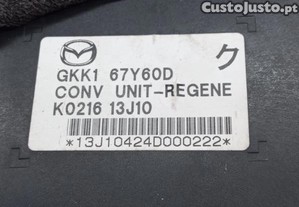 custojusto.pt
ク
GKK1 67Y60D
CONV UNIT-REGENE
K0216 13J10
*13J10424D000222*